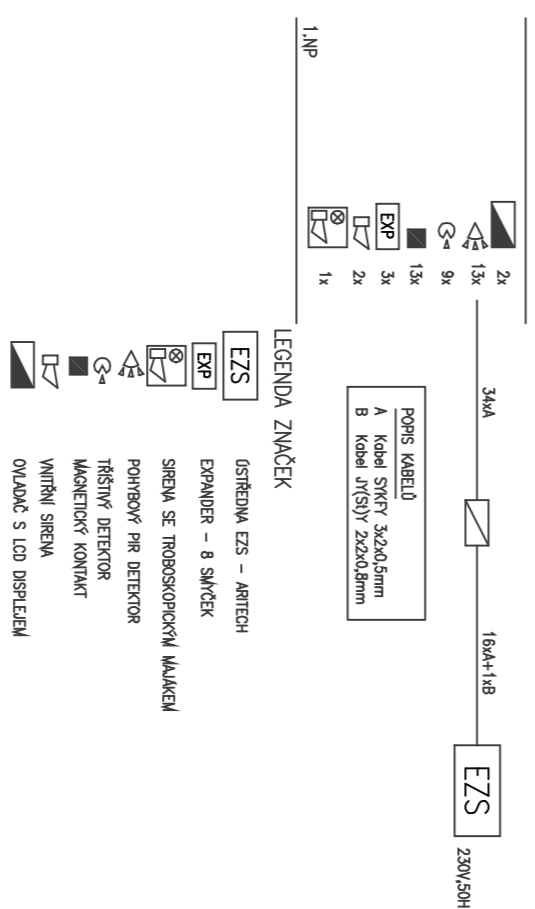 1.NP
2x
13x
9x
13x
EXP
3x
2x
1x
34xA
16xA+1xB
EZS
230V,50H
POPIS KABELŮ
A Kabel SYKFY 3x2x0,5mm
B Kabel JY(St)Y 2x2x0,8mm
LEGENDA ZNAČEK
EZS
ÚSTŘEDNA EZS – ARITECH
EXP
EXPANDER – 8 SMYČEK
SIRENA SE TROBOSKOPICKÝM MAJÁKEM
POHYBOVÝ PIR DETEKTOR
TŘÍŠTIVÝ DETEKTOR
MAGNETICKÝ KONTAKT
VNITŘNÍ SIRENA
OVLADAČ S LCD DISPLEJEM